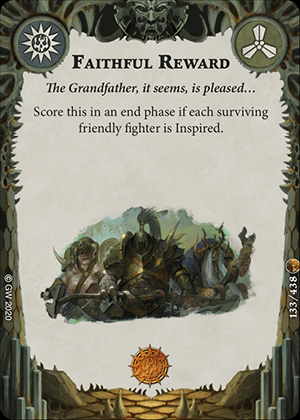 FAITHFUL REWARD
The Grandfather, it seems, is pleased…
Score this in an end phase if each surviving
friendly fighter is Inspired.
© GW 2020
133/438